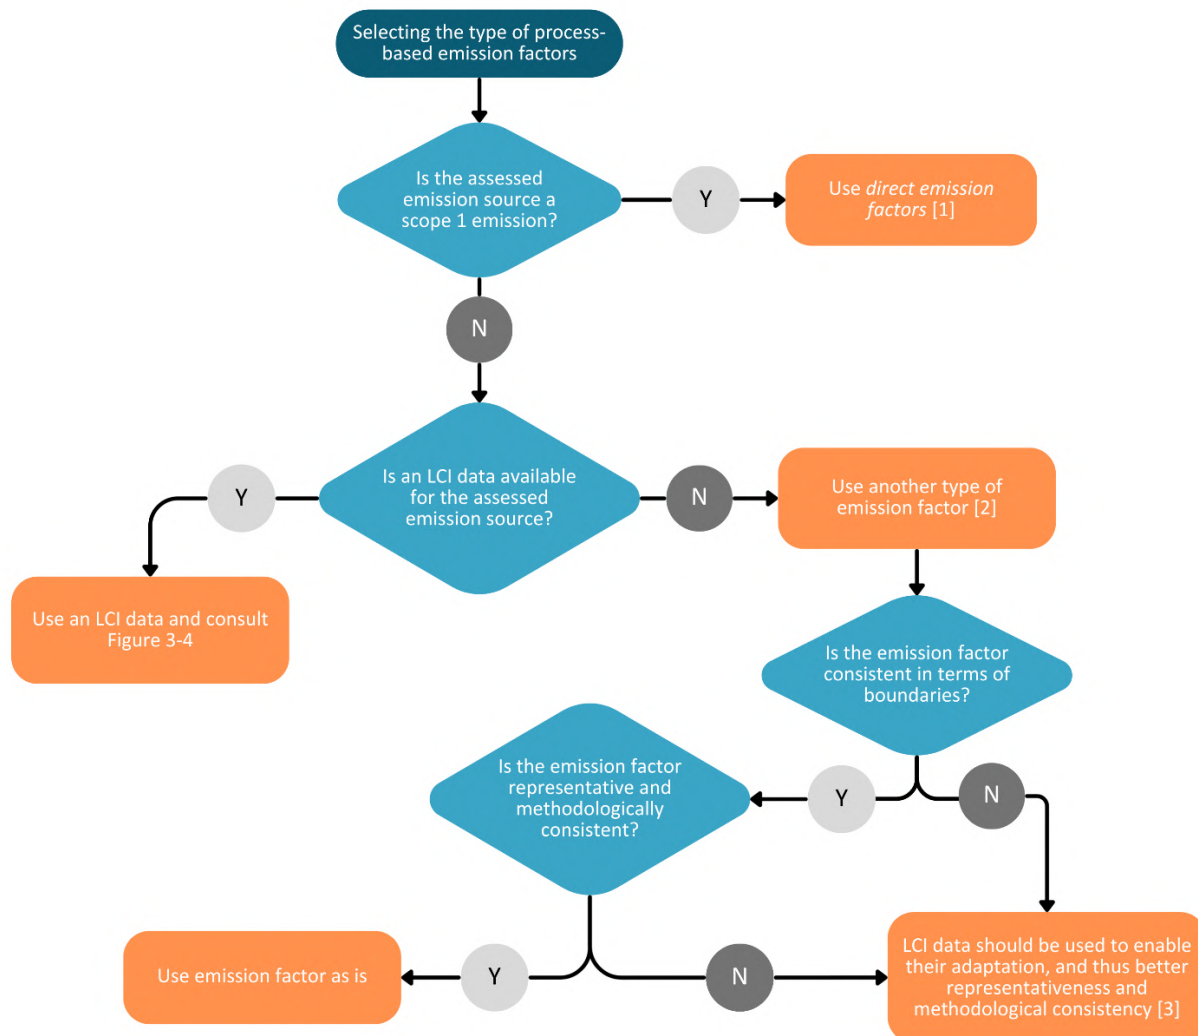 Selecting the type of process-
based emission factors
Is the assessed
emission source a
scope 1 emission?
Y
Use direct emission
factors [1]
N
Is an LCI data available
for the assessed
emission source?
Y
N
Use another type of
emission factor [2]
Use an LCI data and consult
Figure 3-4
Is the emission factor
consistent in terms of
boundaries?
Y
N
Is the emission factor
representative and
methodologically
consistent?
Y
N
Use emission factor as is
LCI data should be used to enable
their adaptation, and thus better
representativeness and
methodological consistency [3]